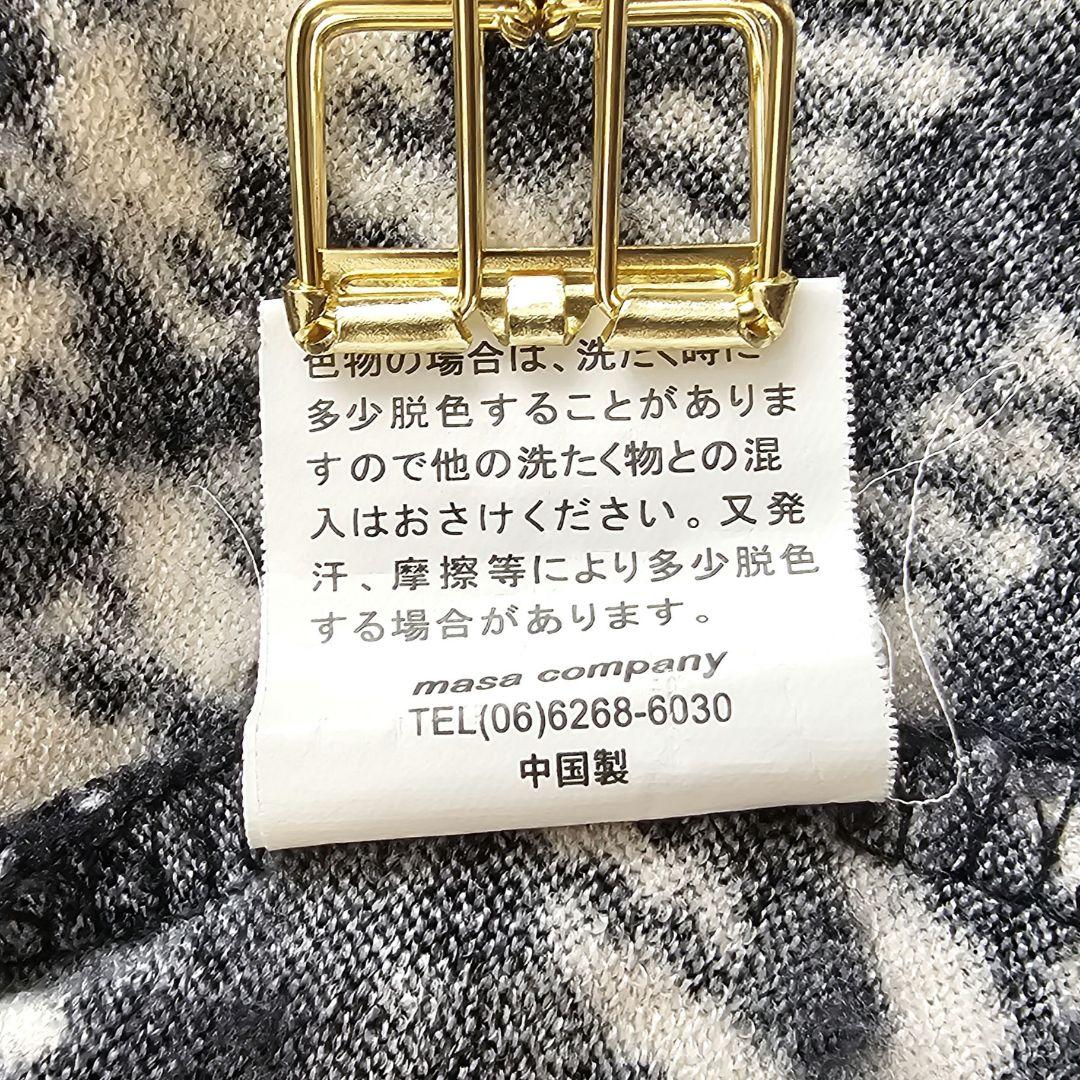 色物の場合は、洗たく時に
多少脱色することがありま
すので他の洗たく物との混
入はおさけください。又発
汗、摩擦等により多少脱色
する場合があります。
masa company
TEL(06)6268-6030
中国製